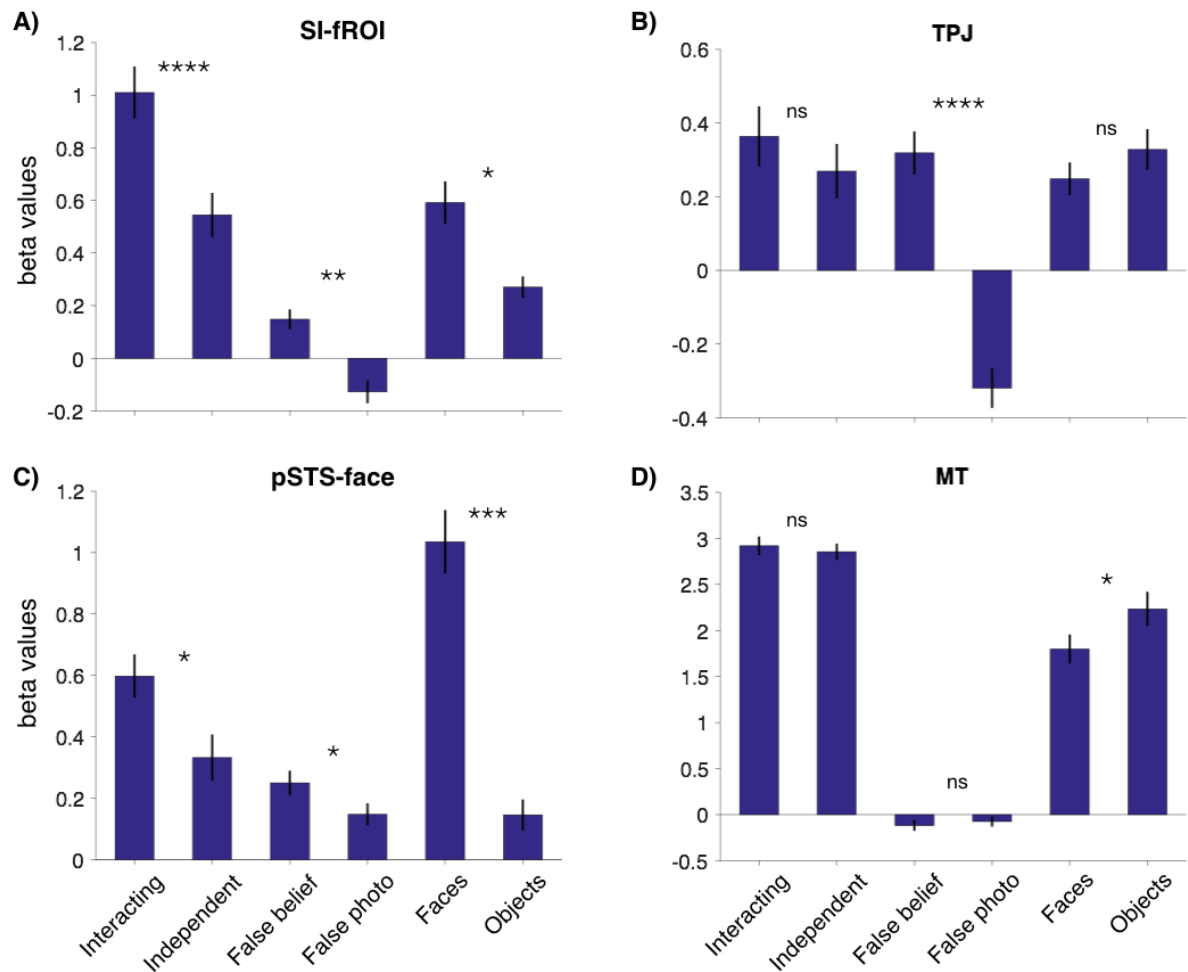 A)
SI-fROI
beta values
1.2
1
0.8
0.6
0.4
0.2
0
-0.2
****
**
*
B)
TPJ
0.6
0.4
0.2
0
-0.2
-0.4
ns
****
ns
C)
pSTS-face
beta values
1.2
1
0.8
0.6
0.4
0.2
0
*
*
***
Interacting
Independent
False belief
False photo
Faces
Objects
D)
MT
3.5
3
2.5
2
1.5
1
0.5
0
-0.5
ns
ns
*
Interacting
Independent
False belief
False photo
Faces
Objects